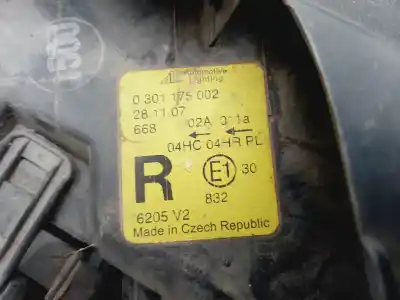 Automotive
Lighting
0 301 175 002
28.11.07
668 02A 011a
04HC 04HR PL
R E1 30
832
6205 V2
Made in Czech Republic